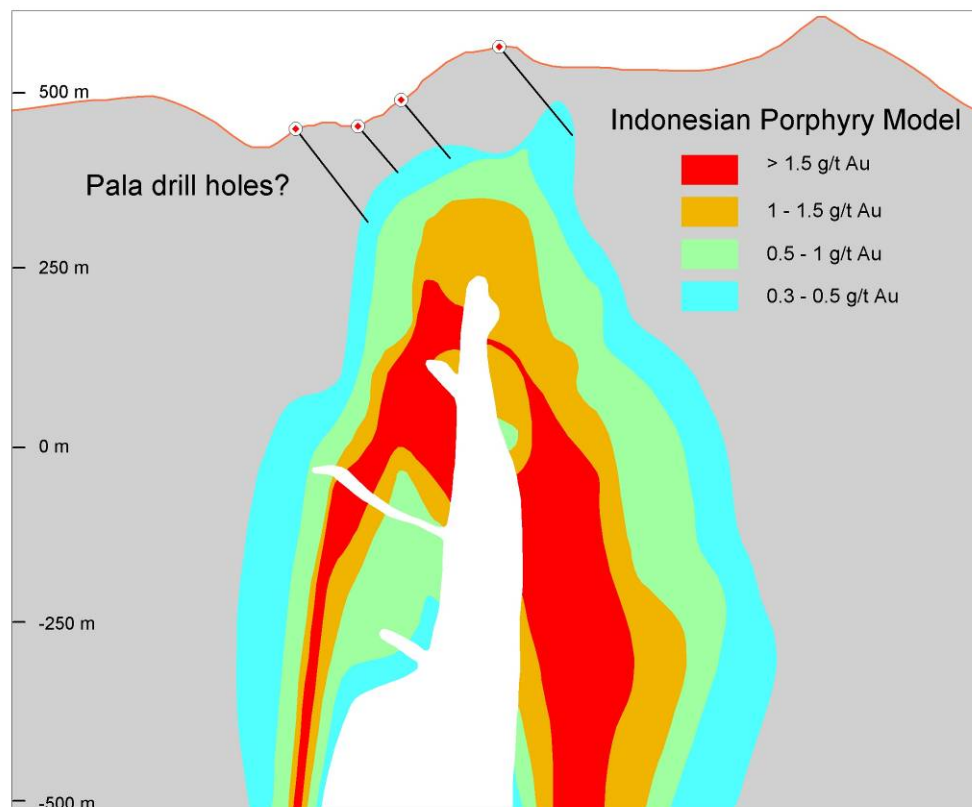 500 m
Indonesian Porphyry Model
> 1.5 g/t Au
Pala drill holes?
1 - 1.5 g/t Au
250 m
0.5 - 1 g/t Au
0.3 - 0.5 g/t Au
0 m
-250 m
-500 m